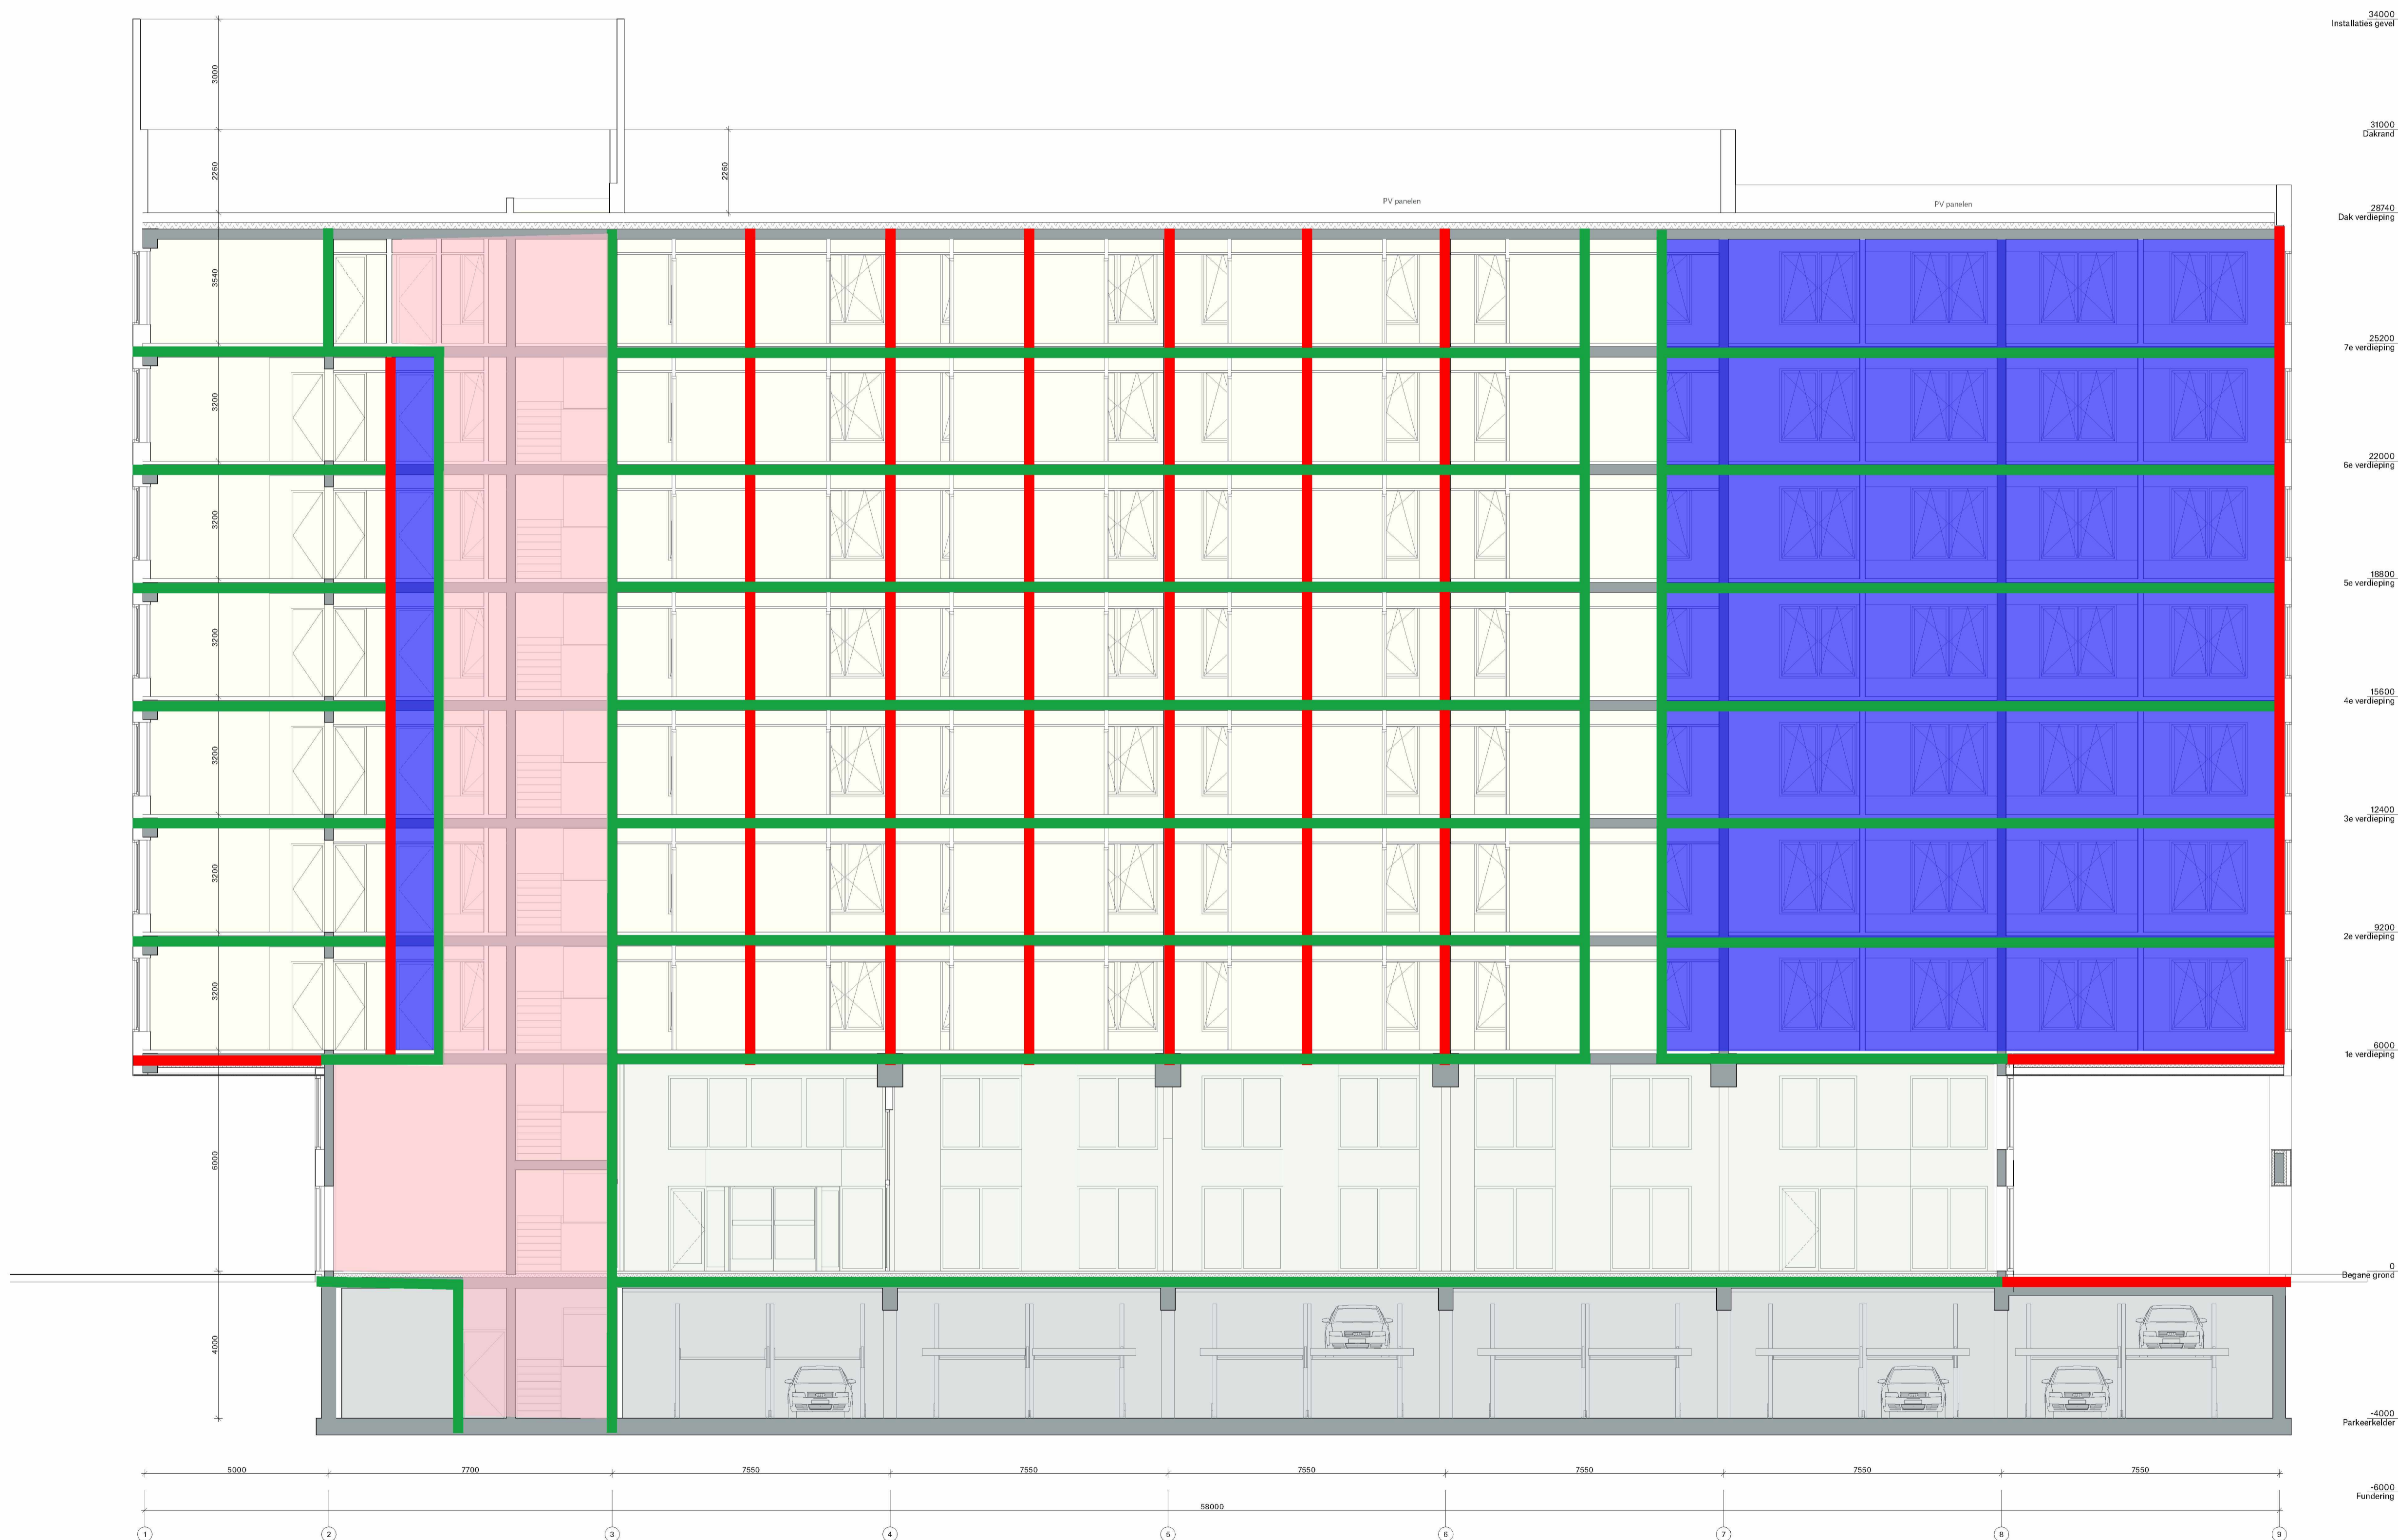 34000
Installaties gevel
3000
31000
Dakrand
2260
2260
PV panelen
PV panelen
28740
Dak verdieping
3540
25200
7e verdieping
3200
22000
6e verdieping
3200
18800
5e verdieping
3200
15600
4e verdieping
3200
12400
3e verdieping
3200
9200
2e verdieping
3200
6000
1e verdieping
6000
0
Begane grond
4000
-4000
Parkeerkelder
5000
7700
7550
7550
7550
7550
7550
7550
-6000
Fundering
58000
1
2
3
4
5
6
7
8
9